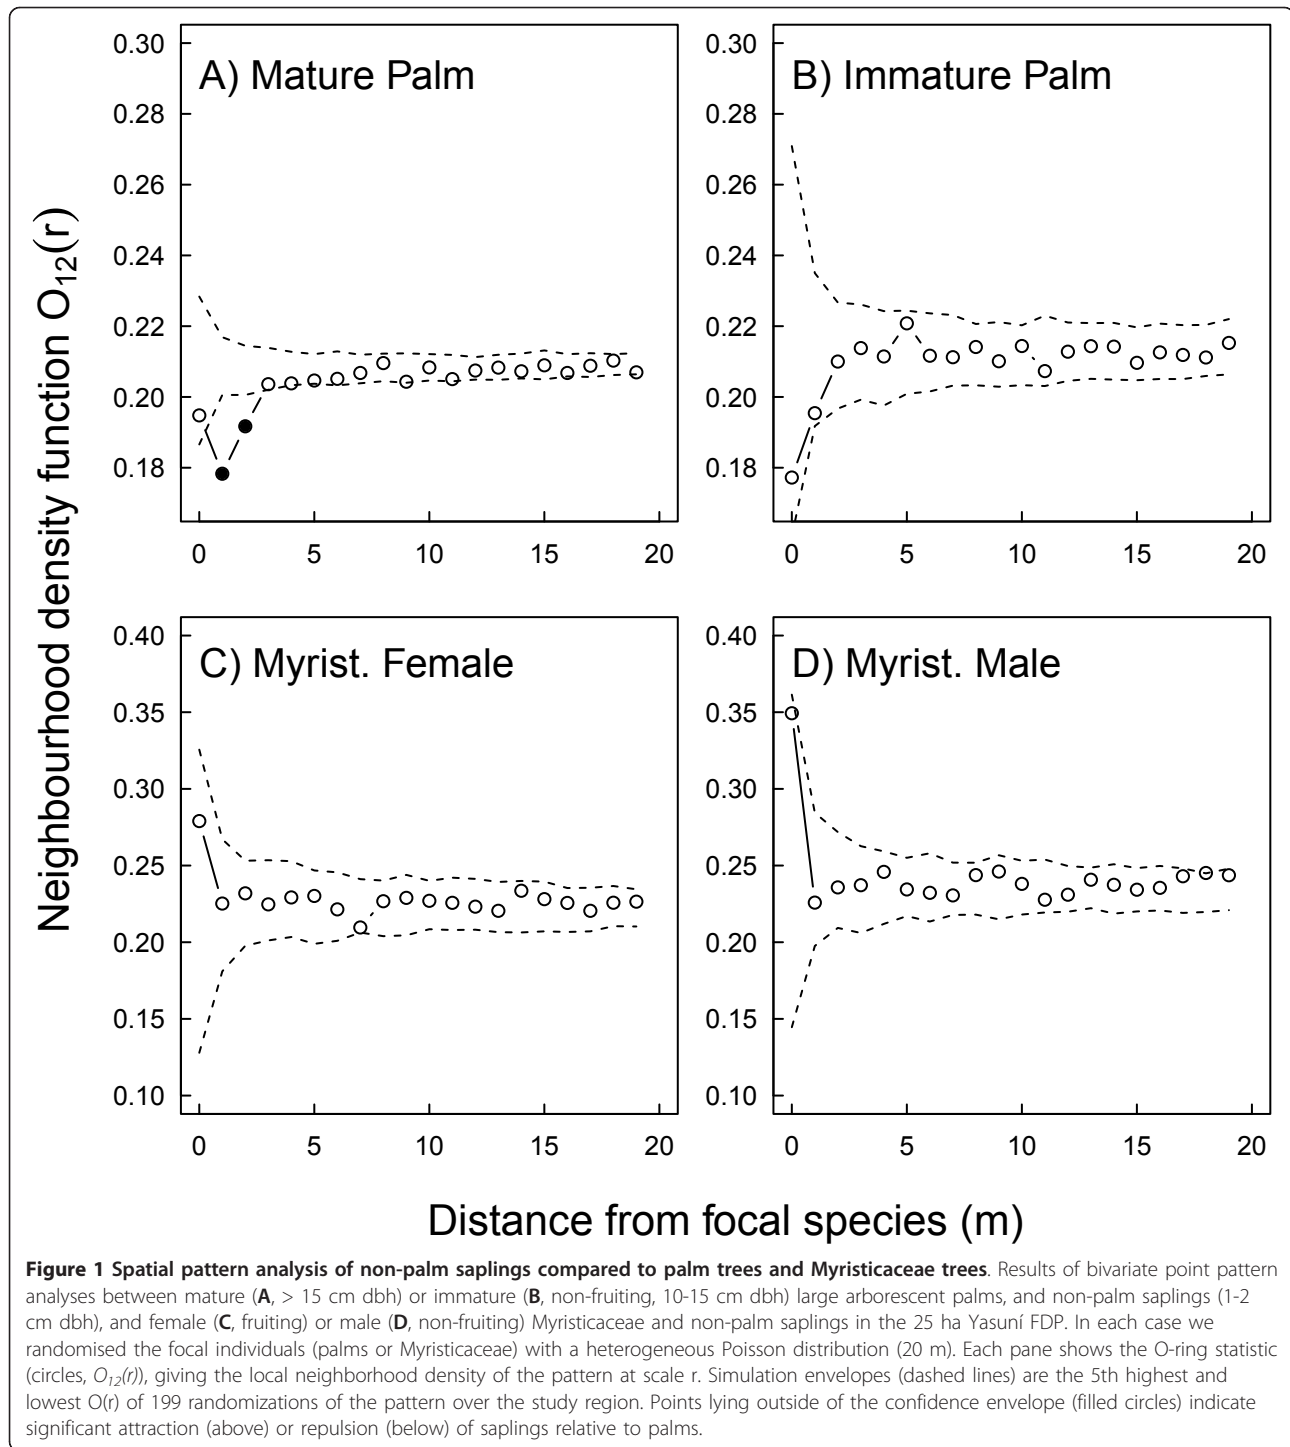 Neighbourhood density function O12(r)
A) Mature Palm
0.30
0.28
0.26
0.24
0.22
0.20
0.18
0 5 10 15 20
B) Immature Palm
0.30
0.28
0.26
0.24
0.22
0.20
0.18
0 5 10 15 20
C) Myrist. Female
0.40
0.35
0.30
0.25
0.20
0.15
0.10
0 5 10 15 20
D) Myrist. Male
0.40
0.35
0.30
0.25
0.20
0.15
0.10
0 5 10 15 20
Distance from focal species (m)
Figure 1 Spatial pattern analysis of non-palm saplings compared to palm trees and Myristicaceae trees. Results of bivariate point pattern
analyses between mature (A, > 15 cm dbh) or immature (B, non-fruiting, 10-15 cm dbh) large arborescent palms, and non-palm saplings (1-2
cm dbh), and female (C, fruiting) or male (D, non-fruiting) Myristicaceae and non-palm saplings in the 25 ha Yasuní FDP. In each case we
randomised the focal individuals (palms or Myristicaceae) with a heterogeneous Poisson distribution (20 m). Each pane shows the O-ring statistic
(circles, O12(r)), giving the local neighborhood density of the pattern at scale r. Simulation envelopes (dashed lines) are the 5th highest and
lowest O(r) of 199 randomizations of the pattern over the study region. Points lying outside of the confidence envelope (filled circles) indicate
significant attraction (above) or repulsion (below) of saplings relative to palms.